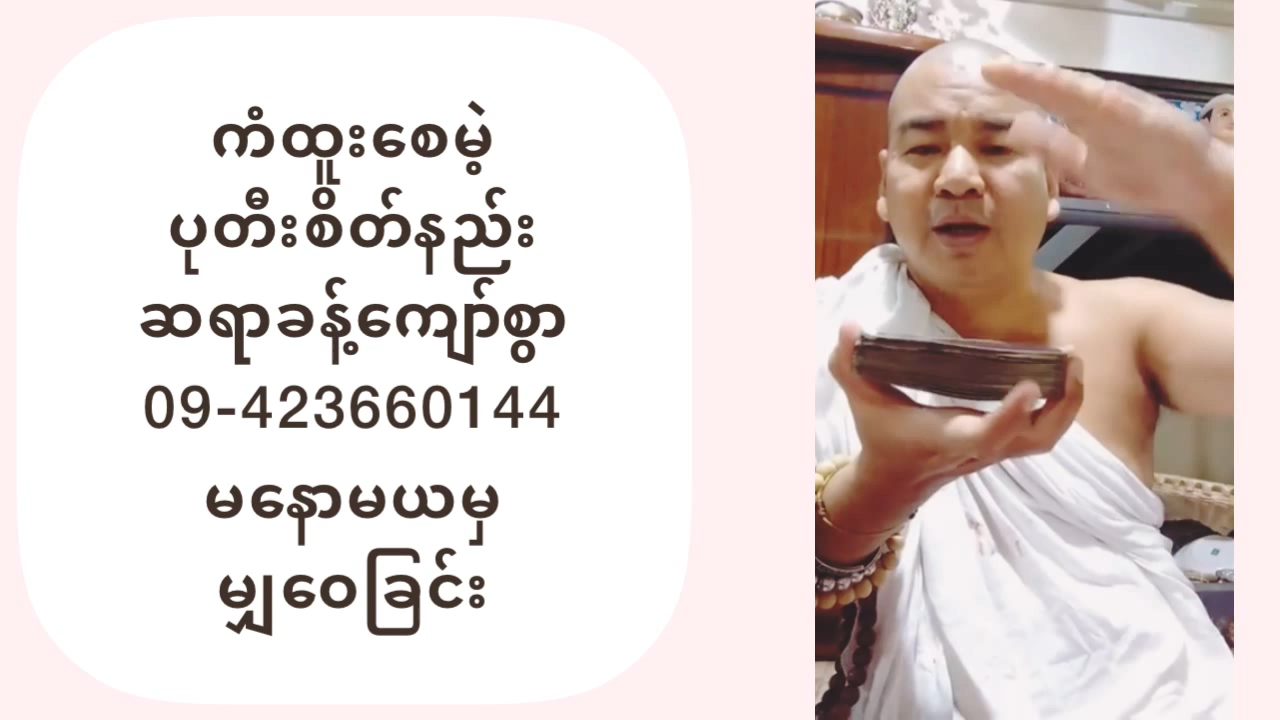 ကံထူးစေမဲ့
ပုတီးစိတ်နည်း
ဆရာခန့်ကျော်စွာ
09-423660144
မနောမယမှ
မျှဝေခြင်း